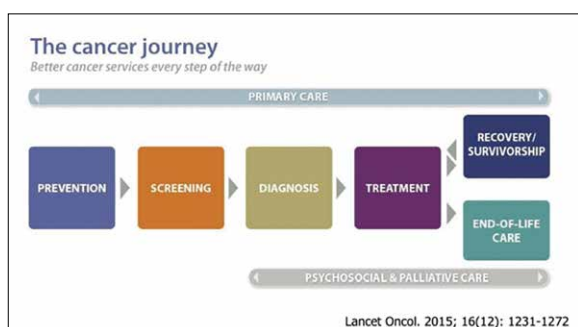 The cancer journey
Better cancer services every step of the way
PRIMARY CARE
PREVENTION
SCREENING
DIAGNOSIS
TREATMENT
RECOVERY/
SURVIVORSHIP
END-OF-LIFE
CARE
PSYCHOSOCIAL & PALLIATIVE CARE
Lancet Oncol. 2015; 16(12): 1231-1272